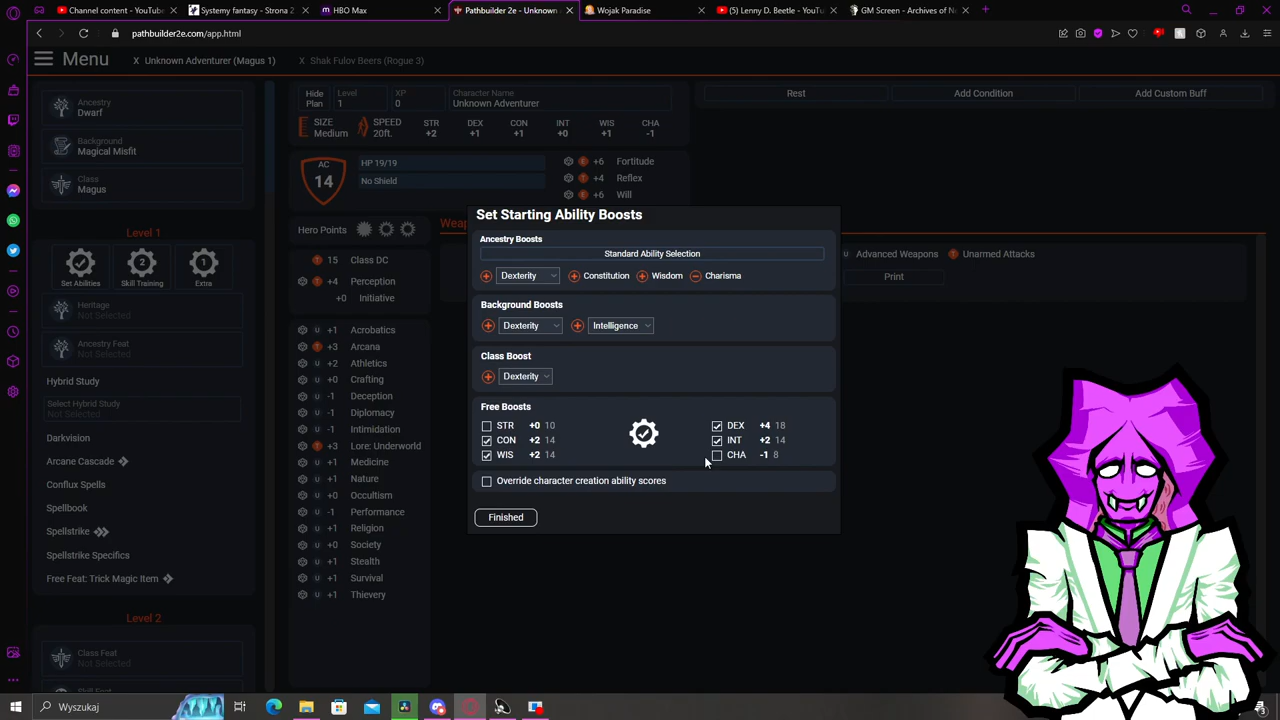 Channel content - YouTube
Systemy fantasy - Strona 2
HBO Max
Pathbuilder 2e - Unknown
Wojak Paradise
(5) Lenny D. Beetle - YouTu
GM Screen - Archives of Ne
pathbuilder2e.com/app.html
Menu
X Unknown Adventurer (Magus 1)
X Shak Fulov Beers (Rogue 3)
Ancestry
Dwarf
Background
Magical Misfit
Class
Magus
Hide Plan
Level
1
XP
0
Character Name
Unknown Adventurer
Rest
Add Condition
Add Custom Buff
SIZE
Medium
SPEED
20ft.
STR
+2
DEX
+1
CON
+1
INT
+0
WIS
+1
CHA
-1
AC
14
HP 19/19
No Shield
E +6 Fortitude
T +4 Reflex
E +6 Will
Level 1
Set Abilities
2
Skill Training
1
Extra
Heritage
Not Selected
Ancestry Feat
Not Selected
Hybrid Study
Select Hybrid Study
Not Selected
Darkvision
Arcane Cascade
Conflux Spells
Spellbook
Spellstrike
Spellstrike Specifics
Free Feat: Trick Magic Item
Level 2
Class Feat
Not Selected
Hero Points
T 15 Class DC
T +4 Perception
+0 Initiative
U +1 Acrobatics
T +3 Arcana
U +2 Athletics
U +0 Crafting
U -1 Deception
U -1 Diplomacy
U -1 Intimidation
T +3 Lore: Underworld
U +1 Medicine
U +1 Nature
U +0 Occultism
U -1 Performance
U +1 Religion
U +0 Society
U +1 Stealth
U +1 Survival
U +1 Thievery
Weap
U Advanced Weapons
T Unarmed Attacks
Print
Set Starting Ability Boosts
Ancestry Boosts
Standard Ability Selection
Dexterity
Constitution
Wisdom
Charisma
Background Boosts
Dexterity
Intelligence
Class Boost
Dexterity
Free Boosts
STR +0 10
DEX +4 18
CON +2 14
INT +2 14
WIS +2 14
CHA -1 8
Override character creation ability scores
Finished
Wyszukaj
3